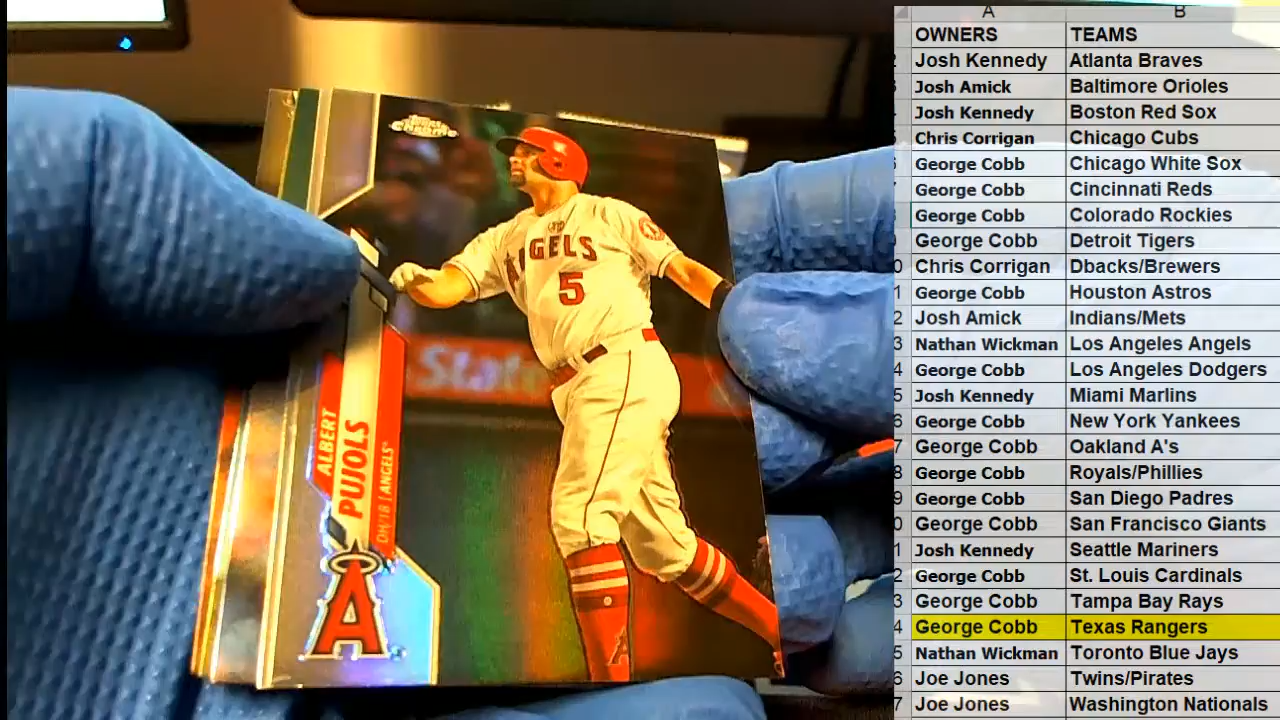 Topps Chrome
ANGELS
5
State
ALBERT
PUJOLS
DH/1B | ANGELS
A
A B
OWNERS TEAMS
Josh Kennedy Atlanta Braves
Josh Amick Baltimore Orioles
Josh Kennedy Boston Red Sox
Chris Corrigan Chicago Cubs
George Cobb Chicago White Sox
George Cobb Cincinnati Reds
George Cobb Colorado Rockies
George Cobb Detroit Tigers
Chris Corrigan Dbacks/Brewers
George Cobb Houston Astros
Josh Amick Indians/Mets
Nathan Wickman Los Angeles Angels
George Cobb Los Angeles Dodgers
Josh Kennedy Miami Marlins
George Cobb New York Yankees
George Cobb Oakland A's
George Cobb Royals/Phillies
George Cobb San Diego Padres
George Cobb San Francisco Giants
Josh Kennedy Seattle Mariners
George Cobb St. Louis Cardinals
George Cobb Tampa Bay Rays
George Cobb Texas Rangers
Nathan Wickman Toronto Blue Jays
Joe Jones Twins/Pirates
Joe Jones Washington Nationals